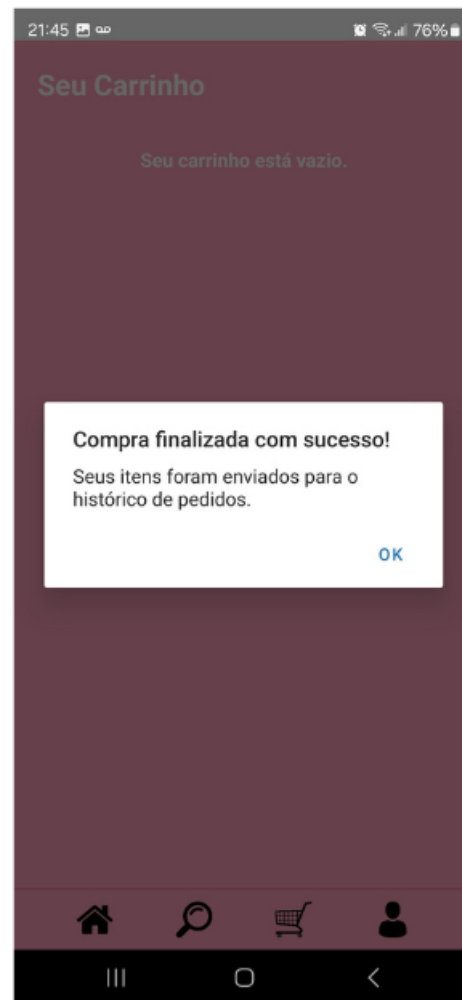 21:45 76%
Seu Carrinho
Seu carrinho está vazio.
Compra finalizada com sucesso!
Seus itens foram enviados para o
histórico de pedidos.
OK